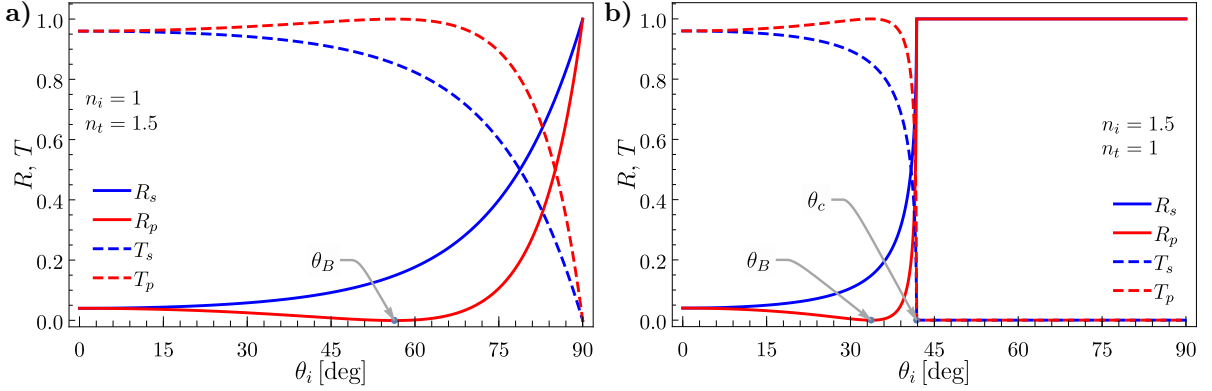 a)
1.0
0.8
0.6
0.4
0.2
0.0
R, T
n_i = 1
n_t = 1.5
R_s
R_p
T_s
T_p
θ_B
0 15 30 45 60 75 90
θ_i [deg]
b)
1.0
0.8
0.6
0.4
0.2
0.0
R, T
n_i = 1.5
n_t = 1
θ_c
R_s
R_p
T_s
T_p
θ_B
0 15 30 45 60 75 90
θ_i [deg]